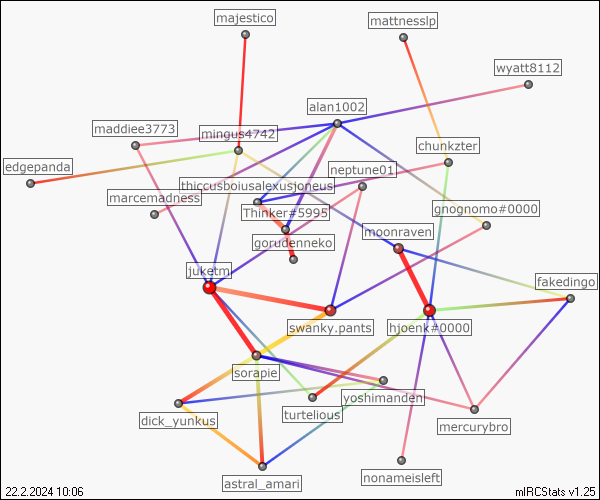 majestico
mattnesslp
wyatt8112
alan1002
maddiee3773
mingus4742
chunkzter
edgepanda
neptune01
thiccusboiusalexusjoneus
marcemadness
Thinker#5995
gnognomo#0000
moonraven
gorudenneko
juketm
fakedingo
swanky.pants
hjoenk#0000
sorapie
yoshimanden
turtelious
dick_yunkus
mercurybro
nonameisleft
astral_amari
22.2.2024 10:06
mIRCStats v1.25